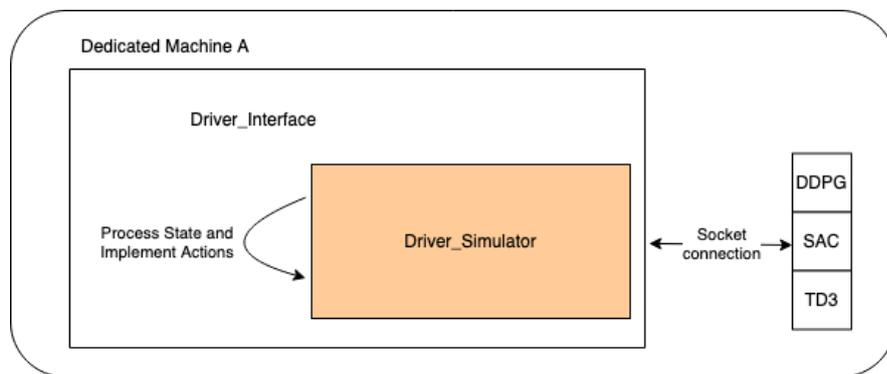 Dedicated Machine A
Driver_Interface
Process State and
Implement Actions
Driver_Simulator
Socket
connection
DDPG
SAC
TD3